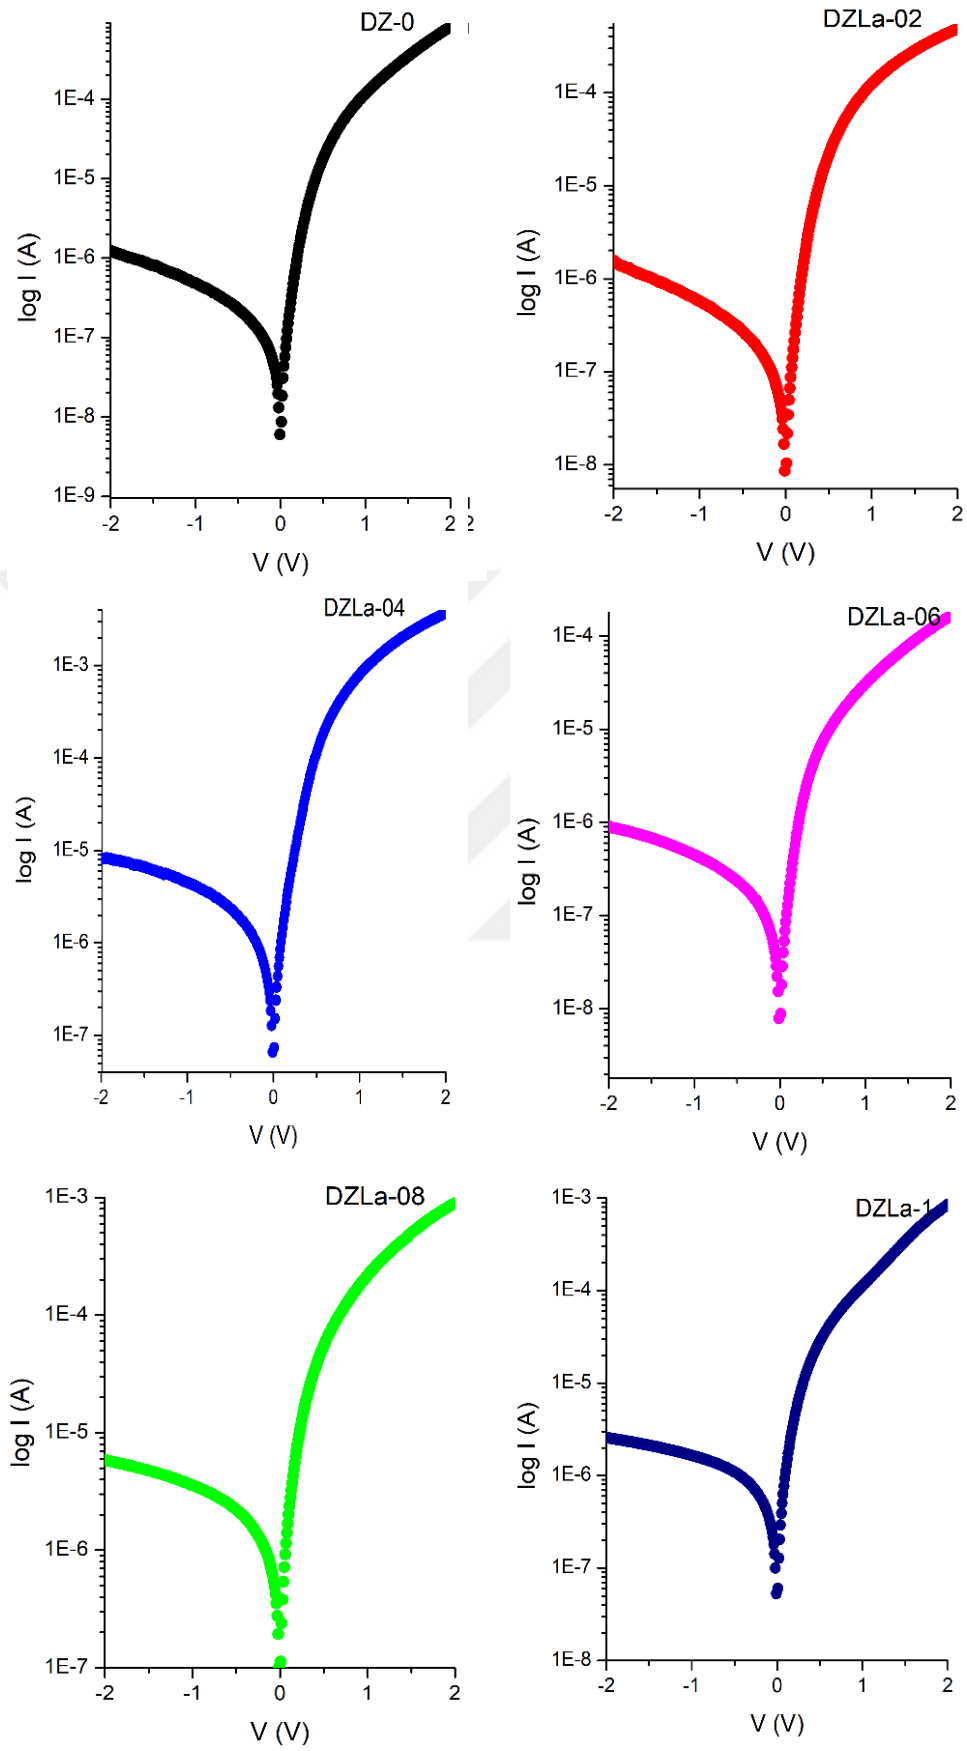 DZ-0
1E-4
1E-5
1E-6
1E-7
1E-8
1E-9
log I (A)
-2 -1 0 1 2 2
V (V)
DZLa-02
1E-4
1E-5
1E-6
1E-7
1E-8
log I (A)
-2 -1 0 1 2
V (V)
DZLa-04
1E-3
1E-4
1E-5
1E-6
1E-7
log I (A)
-2 -1 0 1 2
V (V)
DZLa-06
1E-4
1E-5
1E-6
1E-7
1E-8
log I (A)
-2 -1 0 1 2
V (V)
DZLa-08
1E-3
1E-4
1E-5
1E-6
1E-7
log I (A)
-2 -1 0 1 2
V (V)
DZLa-1
1E-3
1E-4
1E-5
1E-6
1E-7
1E-8
log I (A)
-2 -1 0 1 2
V (V)